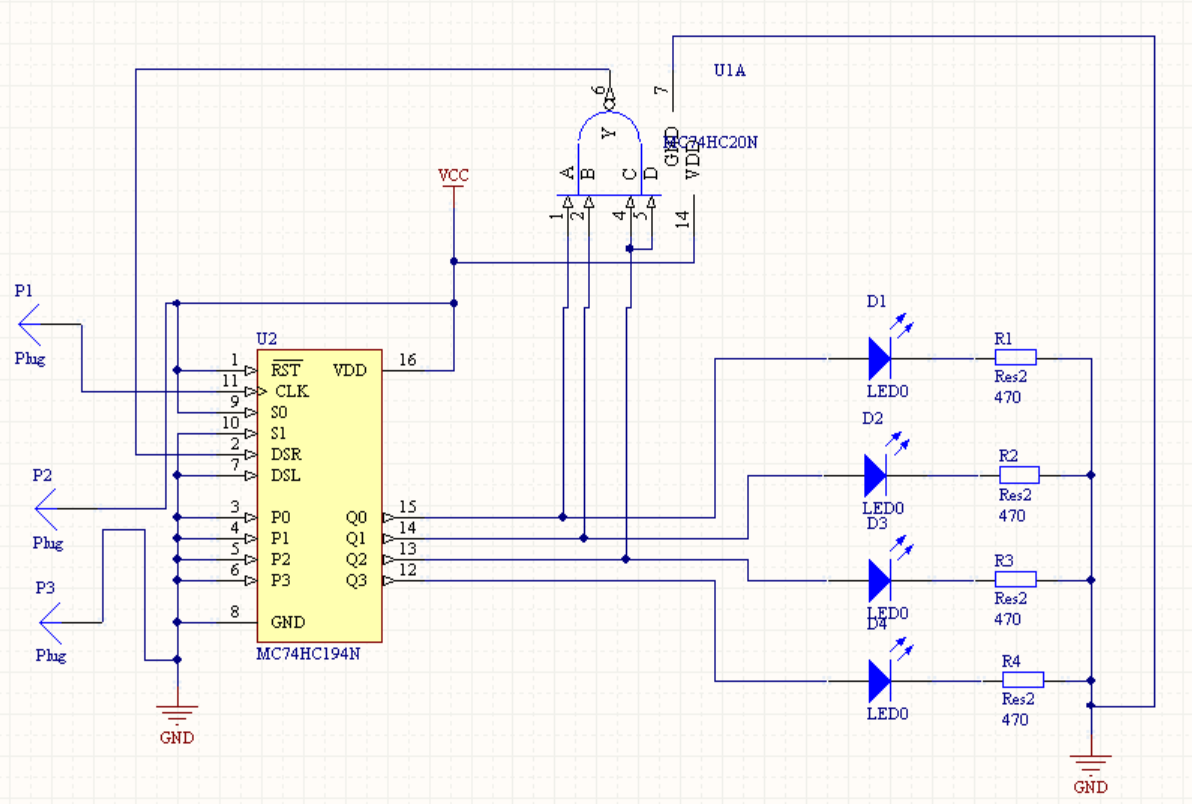 U1A
6
7
Y
MC74HC20N
GND
VDD
A
B
C
D
1
2
4
5
14
VCC
P1
Plug
D1
LED0
R1
Res2
470
U2
1
RST
VDD
16
11
CLK
9
S0
10
S1
2
DSR
7
DSL
3
P0
Q0
15
4
P1
Q1
14
5
P2
Q2
13
6
P3
Q3
12
8
GND
MC74HC194N
D2
LED0
R2
Res2
470
P2
Plug
D3
LED0
R3
Res2
470
P3
Plug
D4
LED0
R4
Res2
470
GND
GND